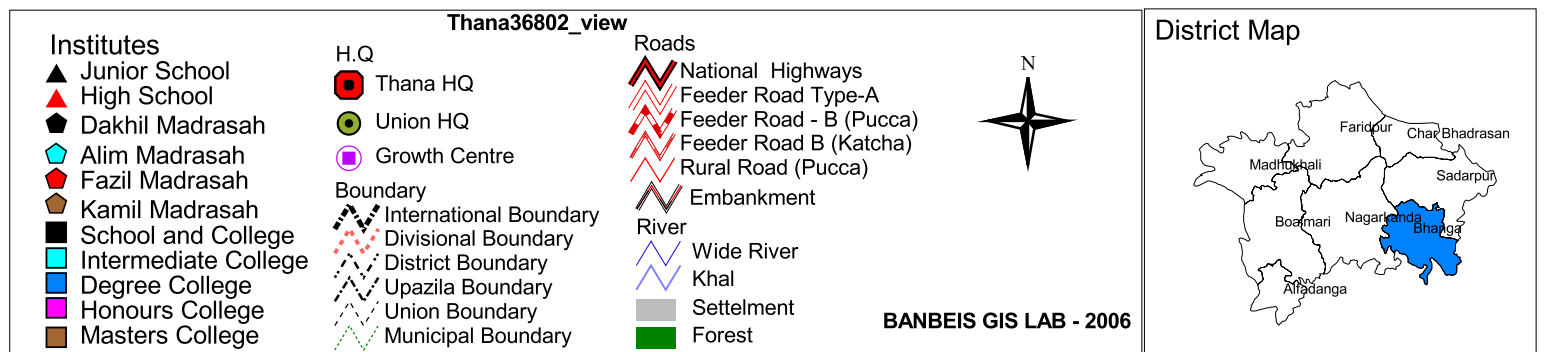 Thana36802_view
Institutes
Junior School
High School
Dakhil Madrasah
Alim Madrasah
Fazil Madrasah
Kamil Madrasah
School and College
Intermediate College
Degree College
Honours College
Masters College
H.Q
Thana HQ
Union HQ
Growth Centre
Boundary
International Boundary
Divisional Boundary
District Boundary
Upazila Boundary
Union Boundary
Municipal Boundary
Roads
National Highways
Feeder Road Type-A
Feeder Road - B (Pucca)
Feeder Road B (Katcha)
Rural Road (Pucca)
Embankment
River
Wide River
Khal
Settelment
Forest
N
BANBEIS GIS LAB - 2006
District Map
Faridpur
Char Bhadrasan
Madhukhali
Sadarpur
Boalmari
Nagarkanda
Bhanga
Alfadanga